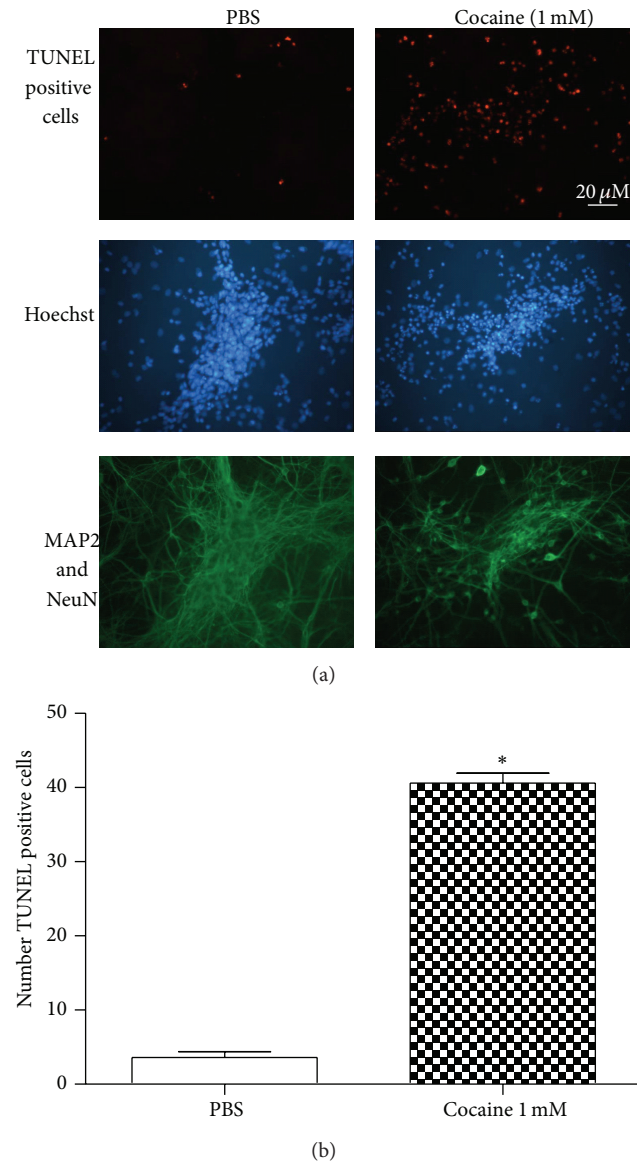 PBS
Cocaine (1 mM)
TUNEL
positive
cells
20 μM
Hoechst
MAP2
and
NeuN
(a)
Number TUNEL positive cells
50
40
30
20
10
0
*
PBS
Cocaine 1 mM
(b)